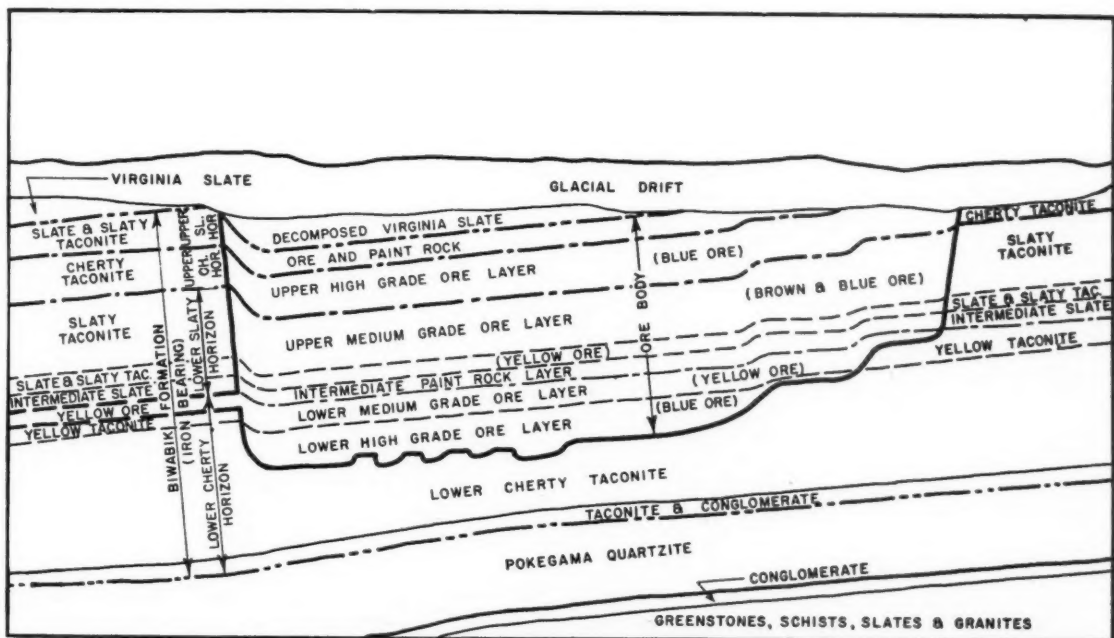 VIRGINIA SLATE
GLACIAL DRIFT
SLATE & SLATY
TACONITE
CHERTY
TACONITE
SLATY
TACONITE
SLATE & SLATY TAC.
INTERMEDIATE SLATE
YELLOW ORE
YELLOW TACONITE
BIWABIK FORMATION
(IRON BEARING)
UPPER
SL.
HOR.
UPPER
CH.
HOR.
LOWER SLATY
HORIZON
LOWER CHERTY
HORIZON
DECOMPOSED VIRGINIA SLATE
ORE AND PAINT ROCK
UPPER HIGH GRADE ORE LAYER
(BLUE ORE)
UPPER MEDIUM GRADE ORE LAYER
(BROWN & BLUE ORE)
(YELLOW ORE)
INTERMEDIATE PAINT ROCK LAYER
(YELLOW ORE)
LOWER MEDIUM GRADE ORE LAYER
(BLUE ORE)
LOWER HIGH GRADE ORE LAYER
ORE BODY
CHERTY TACONITE
SLATY
TACONITE
SLATE & SLATY TAC.
INTERMEDIATE SLATE
YELLOW TACONITE
LOWER CHERTY TACONITE
TACONITE & CONGLOMERATE
POKEGAMA QUARTZITE
CONGLOMERATE
GREENSTONES, SCHISTS, SLATES & GRANITES